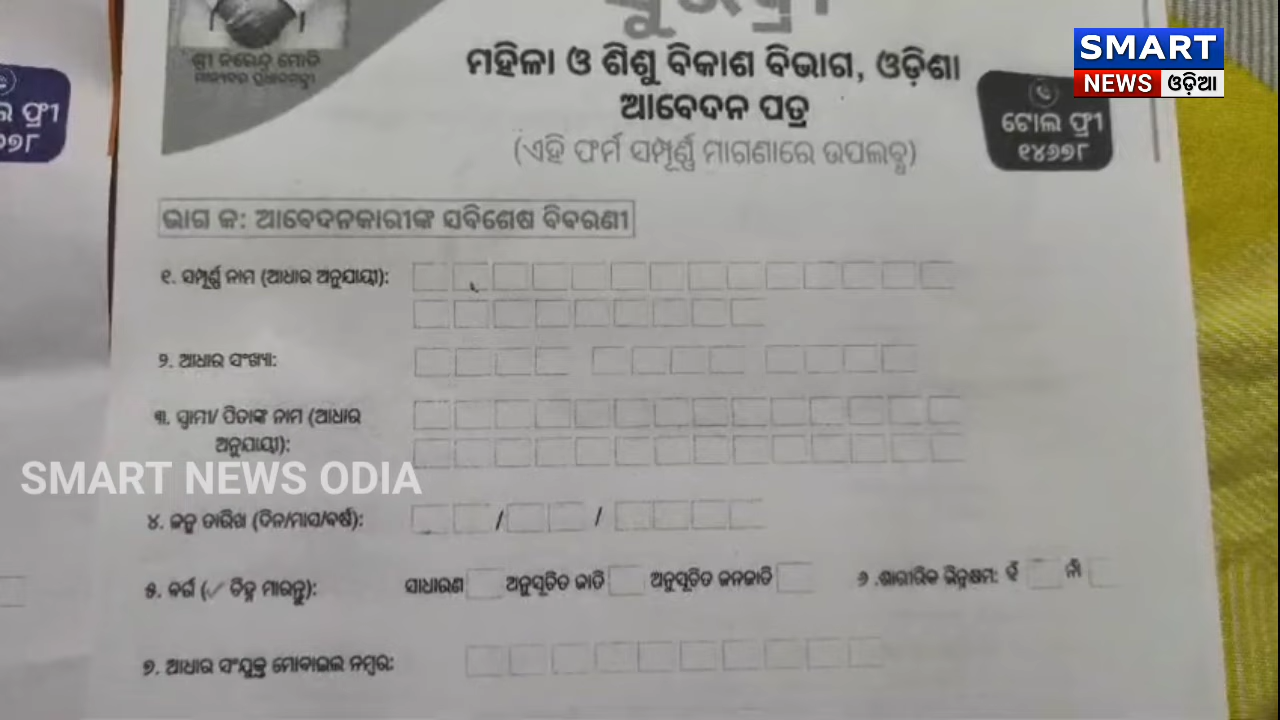 SMART
NEWS ଓଡ଼ିଆ
ଶ୍ରୀ ନରେନ୍ଦ୍ର ମୋଦି
ମହିଳା ଓ ଶିଶୁ ବିକାଶ ବିଭାଗ, ଓଡ଼ିଶା
ଆବେଦନ ପତ୍ର
(ଏହି ଫର୍ମ ସମ୍ପୂର୍ଣ୍ଣ ମାଗଣାରେ ଉପଲବ୍ଧ)
ଟୋଲ ଫ୍ରୀ
୧୪୬୭୮
ଭାଗ କ: ଆବେଦନକାରୀଙ୍କ ସବିଶେଷ ବିବରଣୀ
୧. ସମ୍ପୂର୍ଣ୍ଣ ନାମ (ଆଧାର ଅନୁଯାୟୀ):
୨. ଆଧାର ସଂଖ୍ୟା:
୩. ସ୍ୱାମୀ/ ପିତାଙ୍କ ନାମ (ଆଧାର
ଅନୁଯାୟୀ):
SMART NEWS ODIA
୪. ଜନ୍ମ ତାରିଖ (ଦିନ/ମାସ/ବର୍ଷ): / /
୫. ବର୍ଗ (✓ ଚିହ୍ନ ମାରନ୍ତୁ): ସାଧାରଣ ଅନୁସୂଚିତ ଜାତି ଅନୁସୂଚିତ ଜନଜାତି ୬ .ଶାରୀରିକ ଭିନ୍ନକ୍ଷମ: ହଁ ନାଁ
୭. ଆଧାର ସଂଯୁକ୍ତ ମୋବାଇଲ ନମ୍ବର: